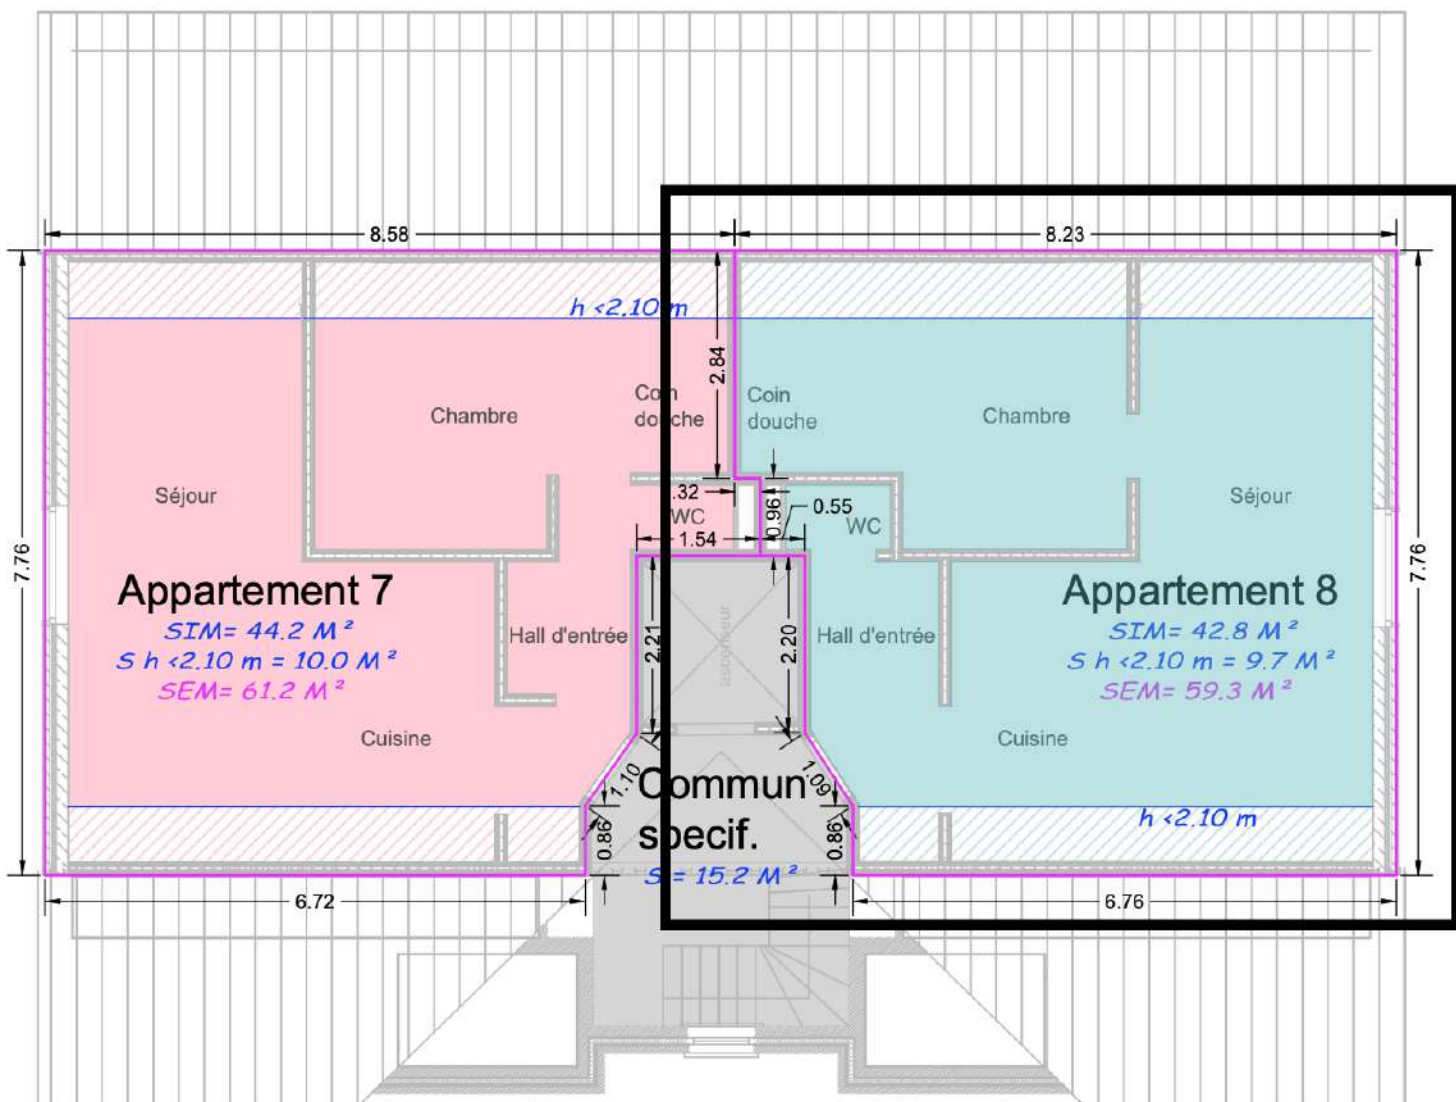 8.58
8.23
h <2.10 m
2.84
7.76
Coin
douche
Coin
douche
Chambre
Chambre
Séjour
Séjour
.32
0.96
0.55
WC
WC
1.54
7.76
Appartement 7
SIM= 44.2 M²
S h <2.10 m = 10.0 M²
SEM= 61.2 M²
Appartement 8
SIM= 42.8 M²
S h <2.10 m = 9.7 M²
SEM= 59.3 M²
Hall d'entrée
2.21
ascenseur
2.20
Hall d'entrée
Cuisine
Cuisine
1.10
Commun
specif.
S = 15.2 M²
1.09
0.86
0.86
h <2.10 m
6.72
6.76